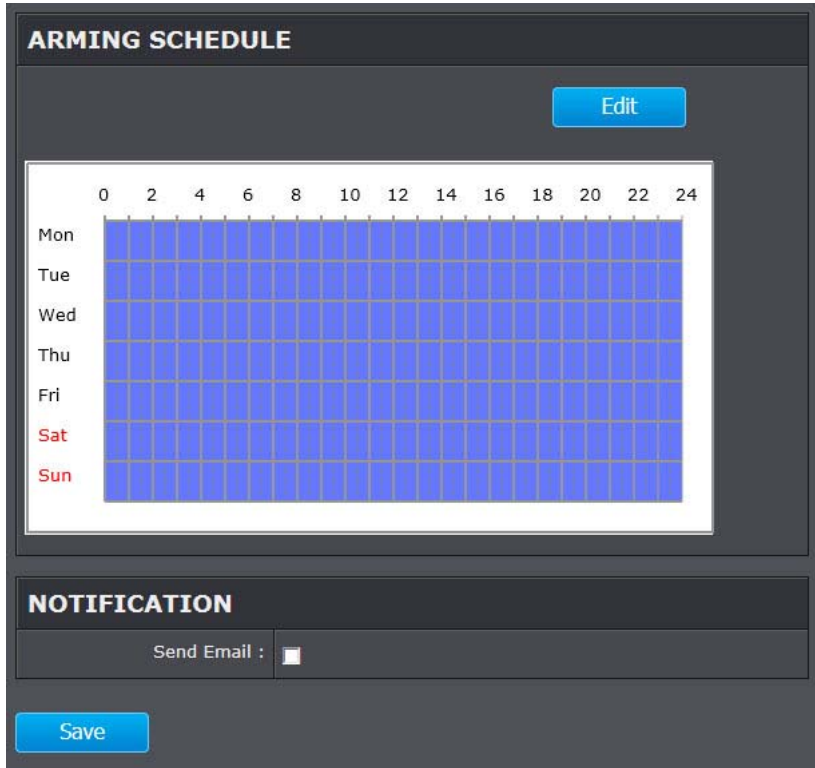 ARMING SCHEDULE
Edit
0 2 4 6 8 10 12 14 16 18 20 22 24
Mon
Tue
Wed
Thu
Fri
Sat
Sun
NOTIFICATION
Send Email :
Save